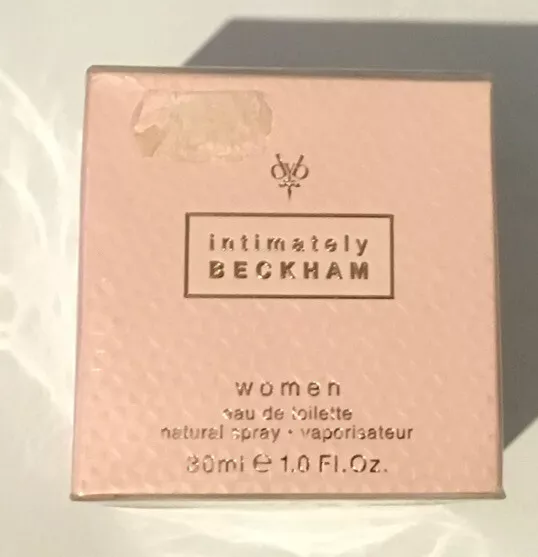 intimately
BECKHAM
women
eau de toilette
natural spray • vaporisateur
30ml e 1.0 Fl.Oz.